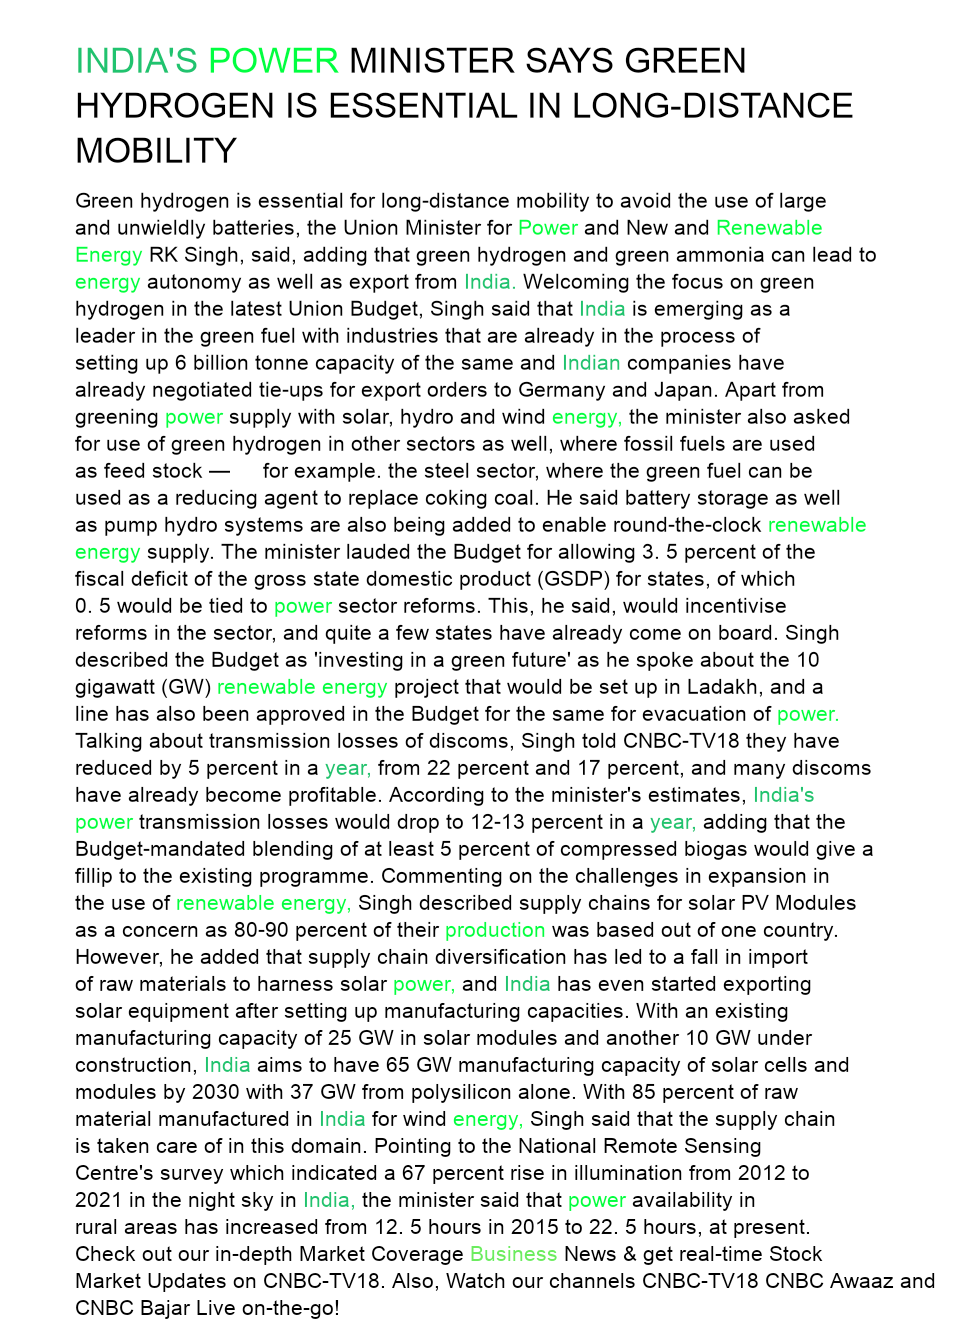 INDIA'S POWER MINISTER SAYS GREEN
HYDROGEN IS ESSENTIAL IN LONG-DISTANCE
MOBILITY
Green hydrogen is essential for long-distance mobility to avoid the use of large
and unwieldly batteries, the Union Minister for Power and New and Renewable
Energy RK Singh, said, adding that green hydrogen and green ammonia can lead to
energy autonomy as well as export from India. Welcoming the focus on green
hydrogen in the latest Union Budget, Singh said that India is emerging as a
leader in the green fuel with industries that are already in the process of
setting up 6 billion tonne capacity of the same and Indian companies have
already negotiated tie-ups for export orders to Germany and Japan. Apart from
greening power supply with solar, hydro and wind energy, the minister also asked
for use of green hydrogen in other sectors as well, where fossil fuels are used
as feed stock — for example. the steel sector, where the green fuel can be
used as a reducing agent to replace coking coal. He said battery storage as well
as pump hydro systems are also being added to enable round-the-clock renewable
energy supply. The minister lauded the Budget for allowing 3. 5 percent of the
fiscal deficit of the gross state domestic product (GSDP) for states, of which
0. 5 would be tied to power sector reforms. This, he said, would incentivise
reforms in the sector, and quite a few states have already come on board. Singh
described the Budget as 'investing in a green future' as he spoke about the 10
gigawatt (GW) renewable energy project that would be set up in Ladakh, and a
line has also been approved in the Budget for the same for evacuation of power.
Talking about transmission losses of discoms, Singh told CNBC-TV18 they have
reduced by 5 percent in a year, from 22 percent and 17 percent, and many discoms
have already become profitable. According to the minister's estimates, India's
power transmission losses would drop to 12-13 percent in a year, adding that the
Budget-mandated blending of at least 5 percent of compressed biogas would give a
fillip to the existing programme. Commenting on the challenges in expansion in
the use of renewable energy, Singh described supply chains for solar PV Modules
as a concern as 80-90 percent of their production was based out of one country.
However, he added that supply chain diversification has led to a fall in import
of raw materials to harness solar power, and India has even started exporting
solar equipment after setting up manufacturing capacities. With an existing
manufacturing capacity of 25 GW in solar modules and another 10 GW under
construction, India aims to have 65 GW manufacturing capacity of solar cells and
modules by 2030 with 37 GW from polysilicon alone. With 85 percent of raw
material manufactured in India for wind energy, Singh said that the supply chain
is taken care of in this domain. Pointing to the National Remote Sensing
Centre's survey which indicated a 67 percent rise in illumination from 2012 to
2021 in the night sky in India, the minister said that power availability in
rural areas has increased from 12. 5 hours in 2015 to 22. 5 hours, at present.
Check out our in-depth Market Coverage Business News & get real-time Stock
Market Updates on CNBC-TV18. Also, Watch our channels CNBC-TV18 CNBC Awaaz and
CNBC Bajar Live on-the-go!